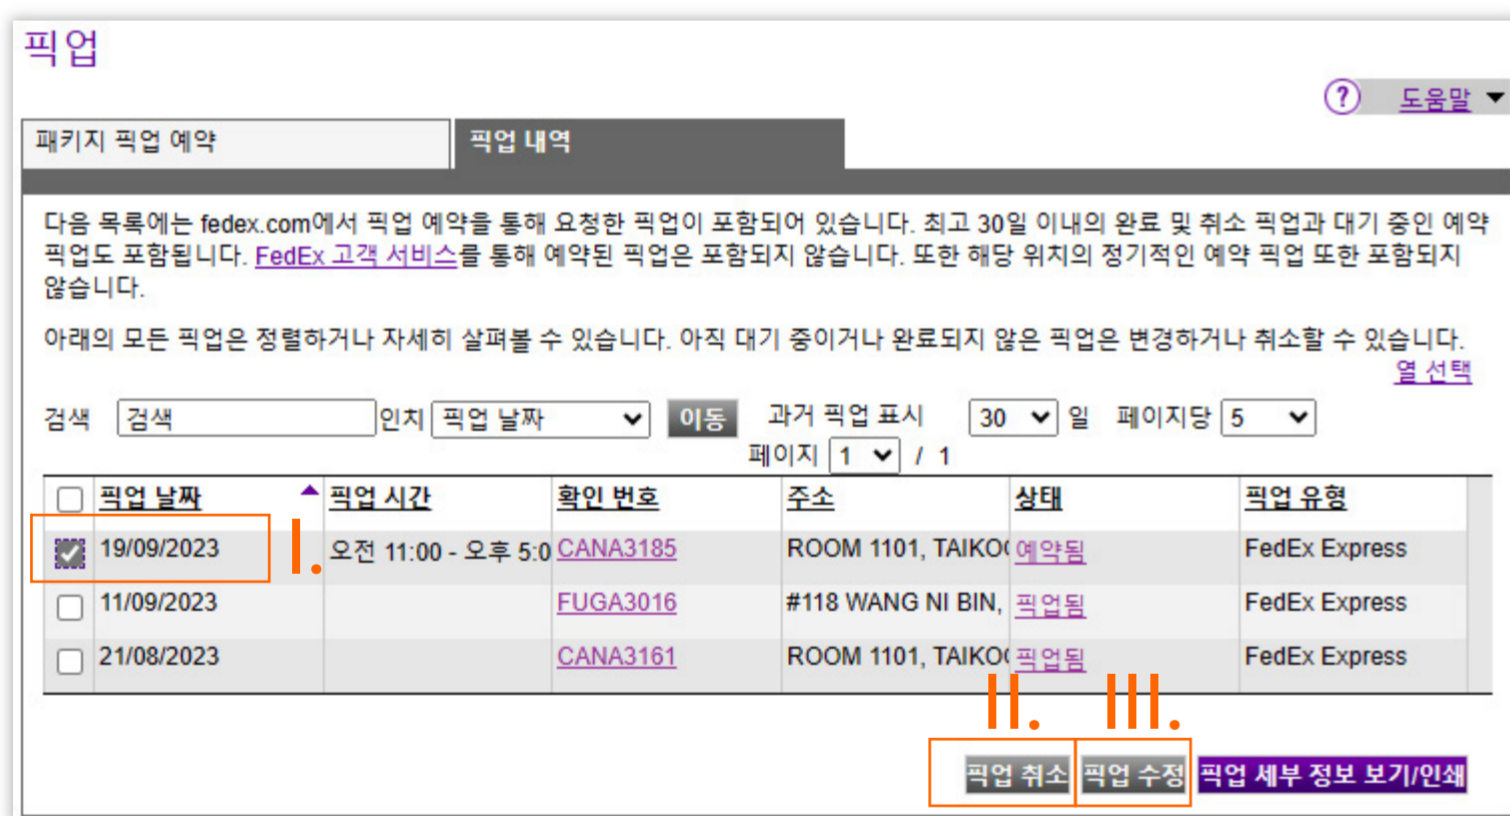 픽업
? 도움말
패키지 픽업 예약 픽업 내역
다음 목록에는 fedex.com에서 픽업 예약을 통해 요청한 픽업이 포함되어 있습니다. 최고 30일 이내의 완료 및 취소 픽업과 대기 중인 예약
픽업도 포함됩니다. FedEx 고객 서비스를 통해 예약된 픽업은 포함되지 않습니다. 또한 해당 위치의 정기적인 예약 픽업 또한 포함되지
않습니다.
아래의 모든 픽업은 정렬하거나 자세히 살펴볼 수 있습니다. 아직 대기 중이거나 완료되지 않은 픽업은 변경하거나 취소할 수 있습니다.
열 선택
검색 검색 인치 픽업 날짜 이동 과거 픽업 표시 30 일 페이지당 5
페이지 1 / 1
픽업 날짜 픽업 시간 확인 번호 주소 상태 픽업 유형
19/09/2023 I. 오전 11:00 - 오후 5:0 CANA3185 ROOM 1101, TAIKOO 예약됨 FedEx Express
11/09/2023 FUGA3016 #118 WANG NI BIN, 픽업됨 FedEx Express
21/08/2023 CANA3161 ROOM 1101, TAIKOO 픽업됨 FedEx Express
II. III.
픽업 취소 픽업 수정 픽업 세부 정보 보기/인쇄